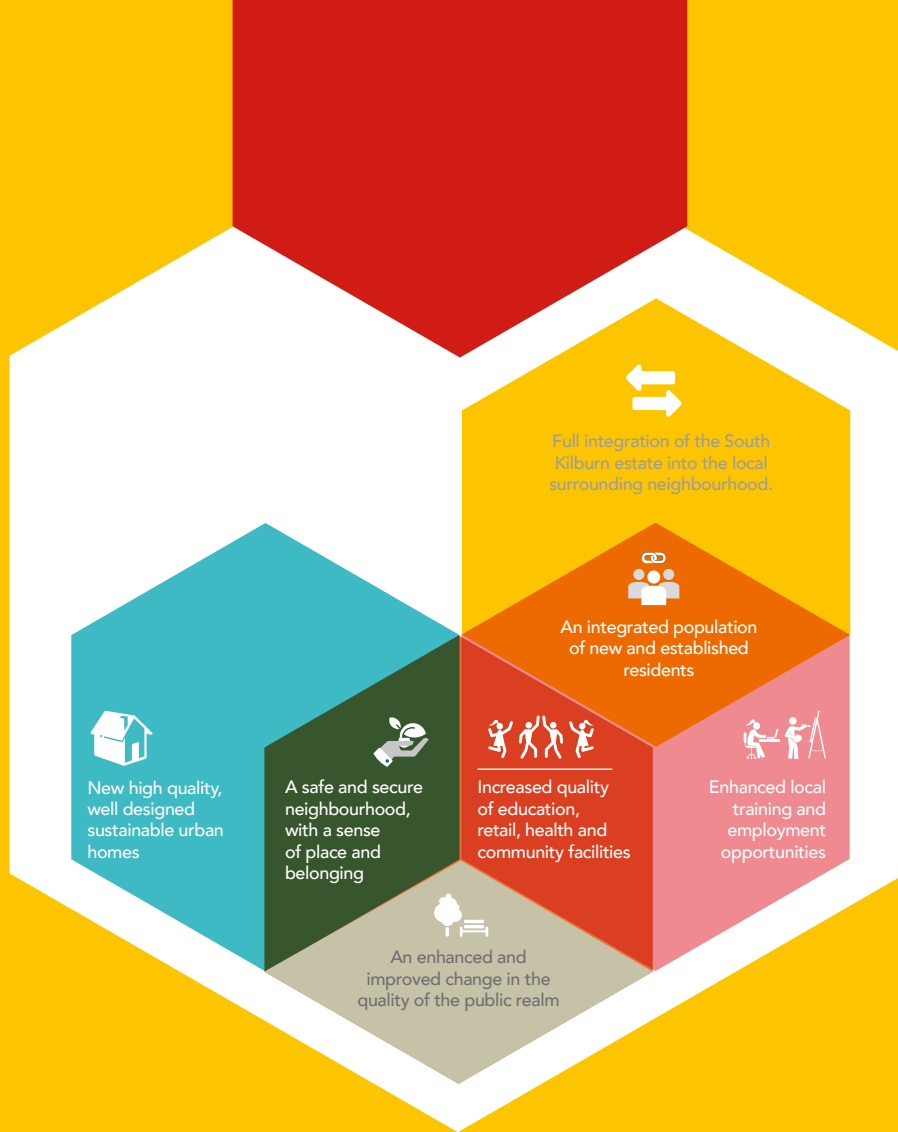 Full integration of the South
Kilburn estate into the local
surrounding neighbourhood.
An integrated population
of new and established
residents
New high quality,
well designed
sustainable urban
homes
A safe and secure
neighbourhood,
with a sense
of place and
belonging
Increased quality
of education,
retail, health and
community facilities
Enhanced local
training and
employment
opportunities
An enhanced and
improved change in the
quality of the public realm